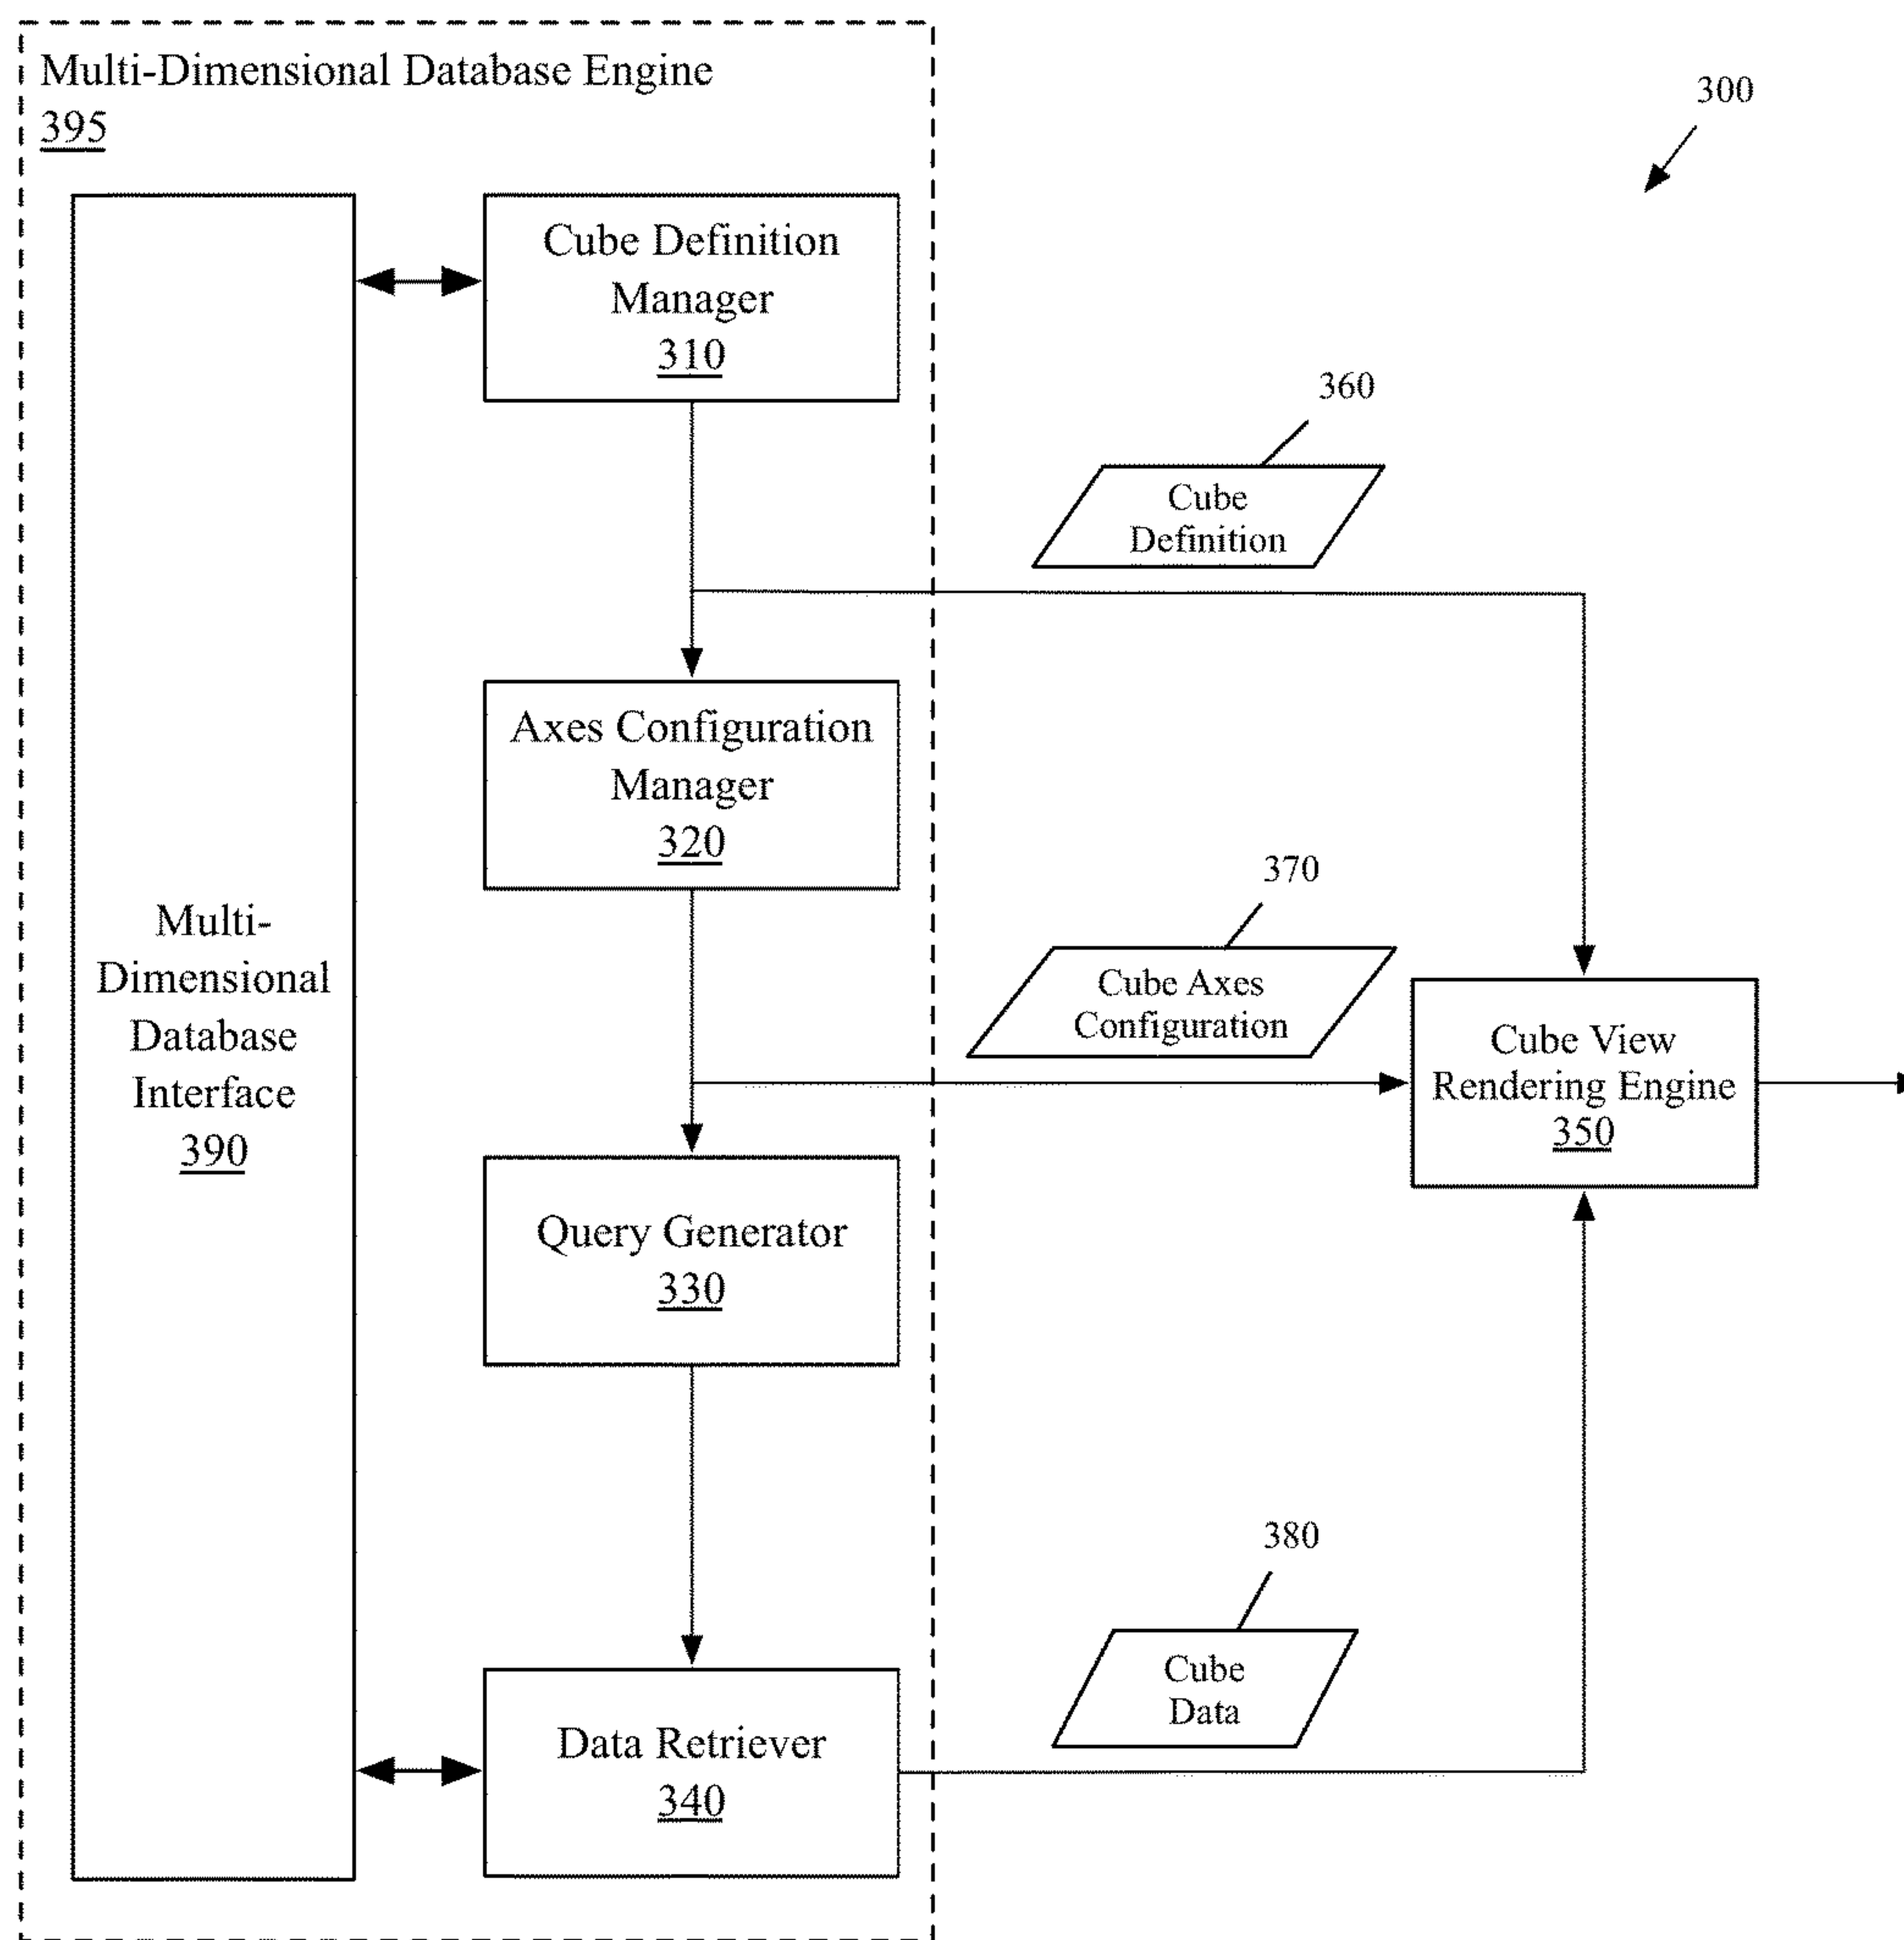 Multi-Dimensional Database Engine
395
300
Cube Definition
Manager
310
360
Cube
Definition
Axes Configuration
Manager
320
370
Cube Axes
Configuration
Multi-
Dimensional
Database
Interface
390
Cube View
Rendering Engine
350
Query Generator
330
380
Cube
Data
Data Retriever
340